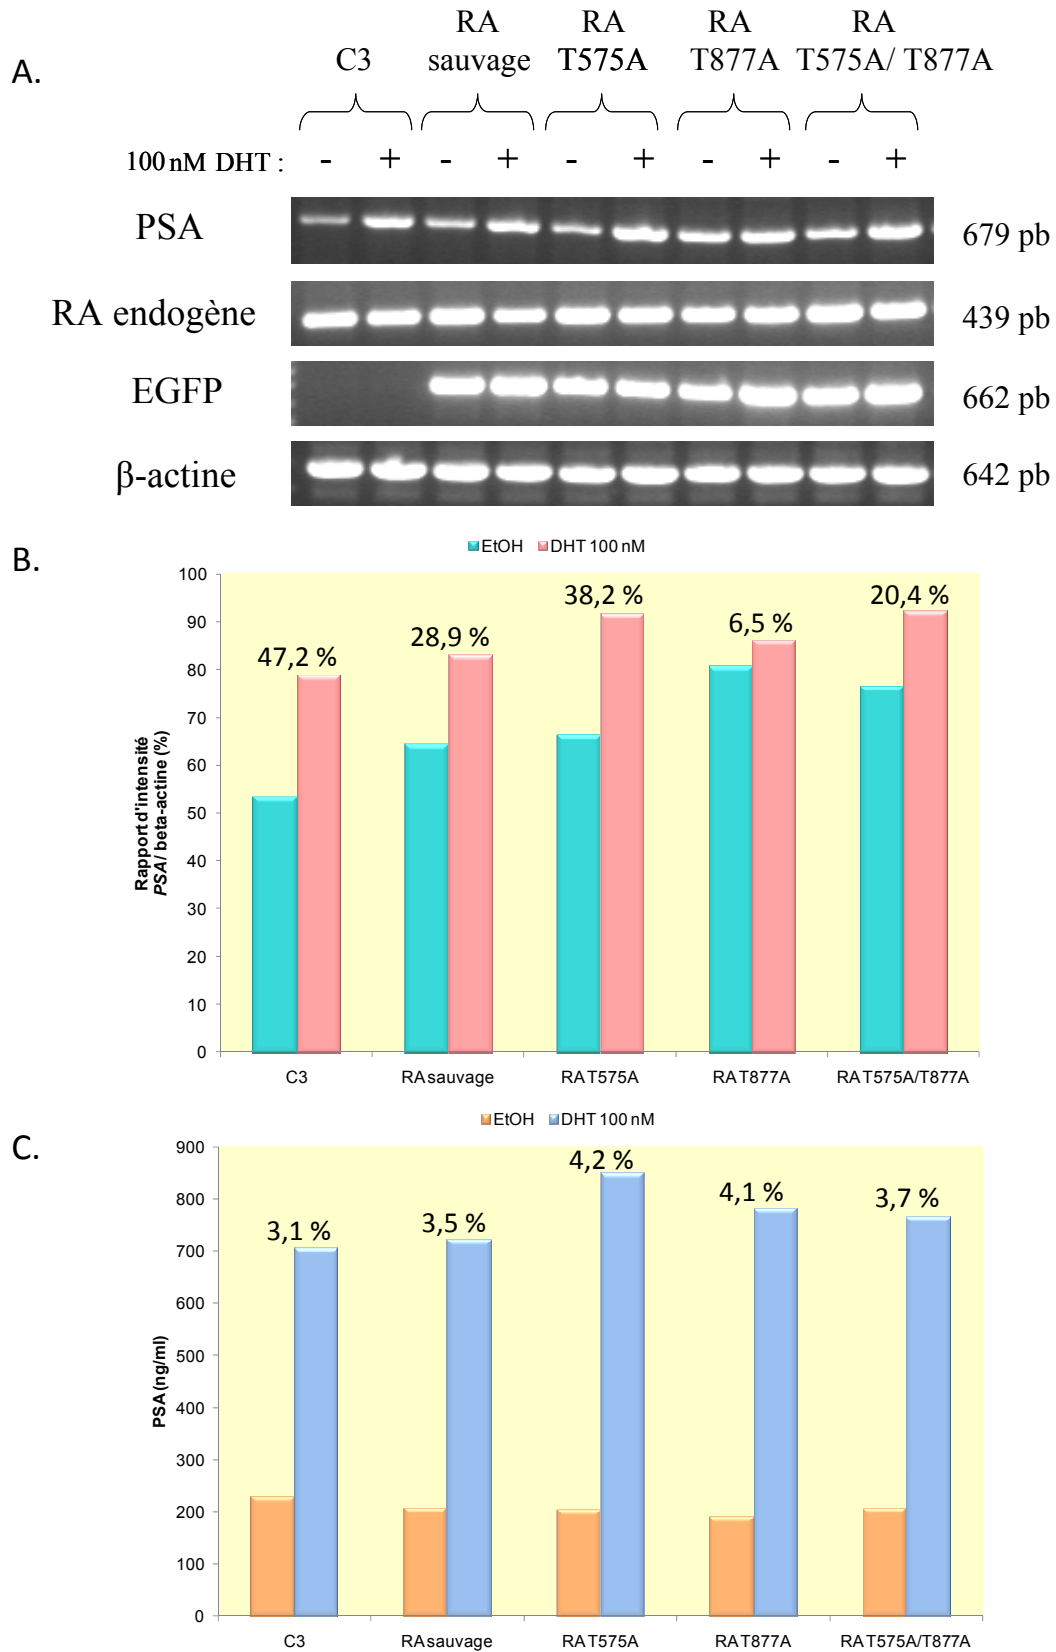 A.
C3
RA
sauvage
RA
T575A
RA
T877A
RA
T575A/ T877A
100 nM DHT : - + - + - + - + - +
PSA 679 pb
RA endogène 439 pb
EGFP 662 pb
β-actine 642 pb
B.
EtOH DHT 100 nM
Rapport d'intensité
PSA/ beta-actine (%)
100
90
80
70
60
50
40
30
20
10
0
47,2 %
28,9 %
38,2 %
6,5 %
20,4 %
C3 RA sauvage RA T575A RA T877A RA T575A/T877A
C.
EtOH DHT 100 nM
PSA (ng/ml)
900
800
700
600
500
400
300
200
100
0
3,1 %
3,5 %
4,2 %
4,1 %
3,7 %
C3 RA sauvage RA T575A RA T877A RA T575A/T877A